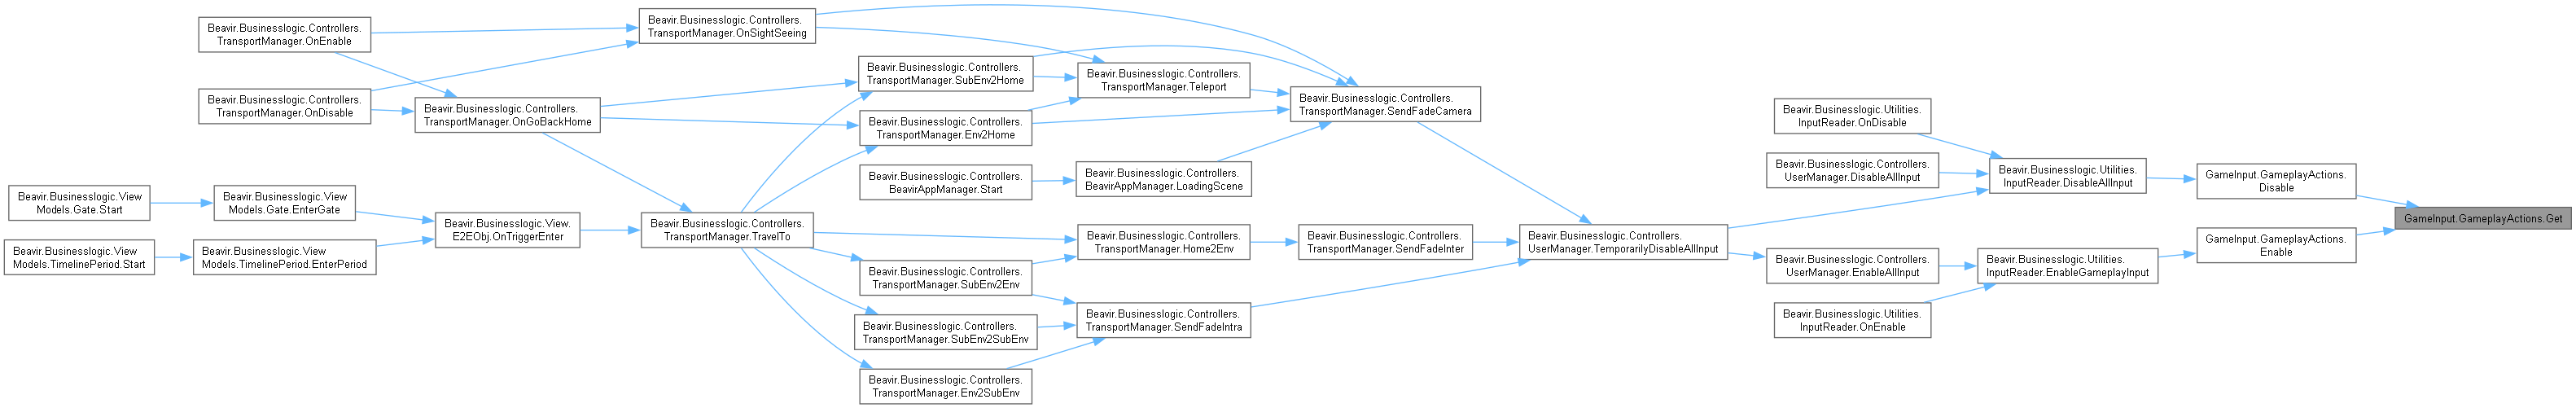 Beavir.Businesslogic.Controllers.
TransportManager.OnEnable
Beavir.Businesslogic.Controllers.
TransportManager.OnDisable
Beavir.Businesslogic.View
Models.Gate.Start
Beavir.Businesslogic.View
Models.TimelinePeriod.Start
Beavir.Businesslogic.View
Models.Gate.EnterGate
Beavir.Businesslogic.View
Models.TimelinePeriod.EnterPeriod
Beavir.Businesslogic.Controllers.
TransportManager.OnGoBackHome
Beavir.Businesslogic.View.
E2EObj.OnTriggerEnter
Beavir.Businesslogic.Controllers.
TransportManager.OnSightSeeing
Beavir.Businesslogic.Controllers.
TransportManager.TravelTo
Beavir.Businesslogic.Controllers.
TransportManager.SubEnv2Home
Beavir.Businesslogic.Controllers.
TransportManager.Env2Home
Beavir.Businesslogic.Controllers.
BeavirAppManager.Start
Beavir.Businesslogic.Controllers.
TransportManager.SubEnv2Env
Beavir.Businesslogic.Controllers.
TransportManager.SubEnv2SubEnv
Beavir.Businesslogic.Controllers.
TransportManager.Env2SubEnv
Beavir.Businesslogic.Controllers.
TransportManager.Teleport
Beavir.Businesslogic.Controllers.
BeavirAppManager.LoadingScene
Beavir.Businesslogic.Controllers.
TransportManager.Home2Env
Beavir.Businesslogic.Controllers.
TransportManager.SendFadeIntra
Beavir.Businesslogic.Controllers.
TransportManager.SendFadeCamera
Beavir.Businesslogic.Controllers.
TransportManager.SendFadeInter
Beavir.Businesslogic.Controllers.
UserManager.TemporarilyDisableAllInput
Beavir.Businesslogic.Utilities.
InputReader.OnDisable
Beavir.Businesslogic.Controllers.
UserManager.DisableAllInput
Beavir.Businesslogic.Controllers.
UserManager.EnableAllInput
Beavir.Businesslogic.Utilities.
InputReader.OnEnable
Beavir.Businesslogic.Utilities.
InputReader.DisableAllInput
Beavir.Businesslogic.Utilities.
InputReader.EnableGameplayInput
GameInput.GameplayActions.
Disable
GameInput.GameplayActions.
Enable
GameInput.GameplayActions.Get